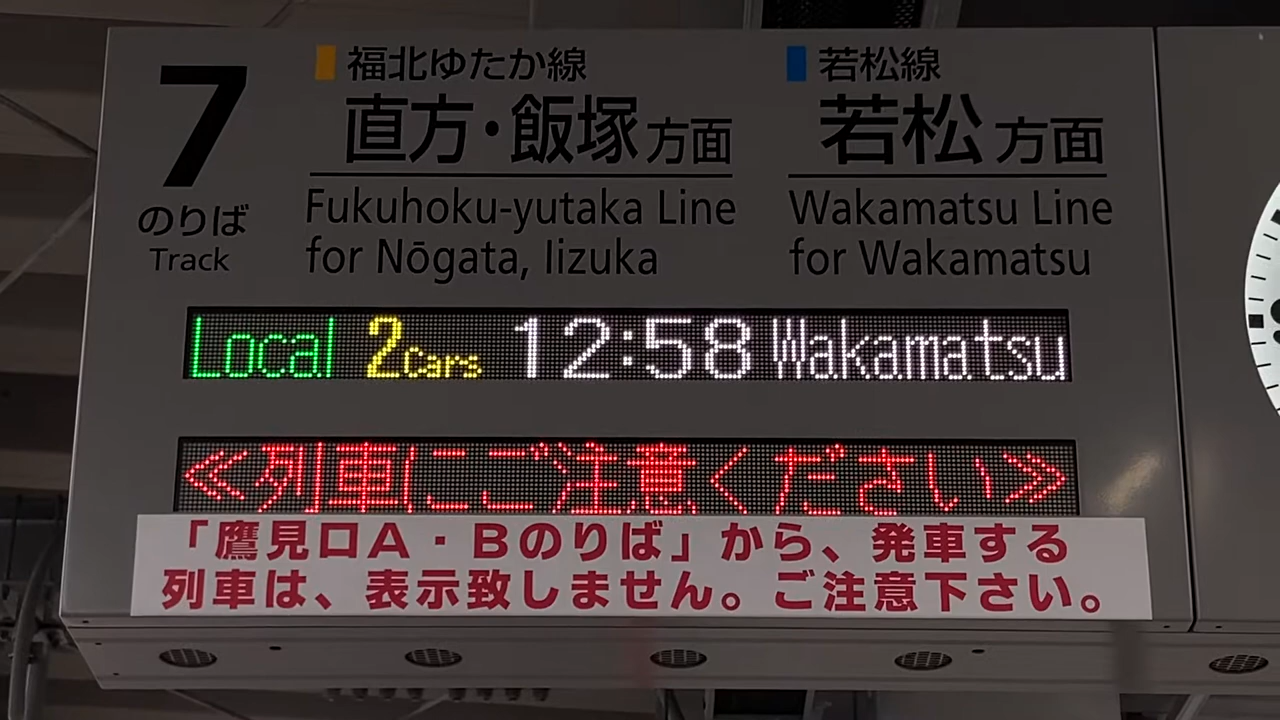 7
のりば
Track
福北ゆたか線
直方・飯塚方面
Fukuhoku-yutaka Line
for Nōgata, Iizuka
若松線
若松方面
Wakamatsu Line
for Wakamatsu
Local 2Cars 12:58 Wakamatsu
≪列車にご注意ください≫
「鷹見口A・Bのりば」から、発車する
列車は、表示致しません。ご注意下さい。